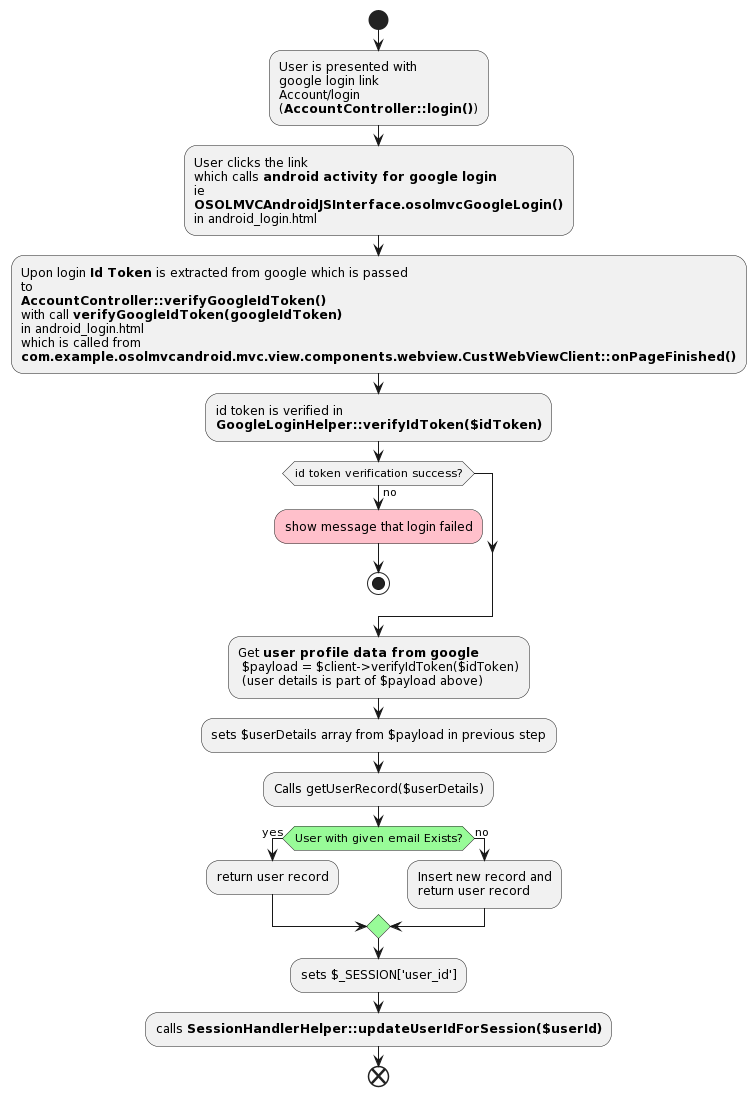 User is presented with
google login link
Account/login
(AccountController::login())
User clicks the link
which calls android activity for google login
ie
OSOLMVCAndroidJSInterface.osolmvcGoogleLogin()
in android_login.html
Upon login Id Token is extracted from google which is passed
to
AccountController::verifyGoogleIdToken()
with call verifyGoogleIdToken(googleIdToken)
in android_login.html
which is called from
com.example.osolmvcandroid.mvc.view.components.webview.CustWebViewClient::onPageFinished()
id token is verified in
GoogleLoginHelper::verifyIdToken($idToken)
id token verification success?
no
show message that login failed
Get user profile data from google
$payload = $client->verifyIdToken($idToken)
(user details is part of $payload above)
sets $userDetails array from $payload in previous step
Calls getUserRecord($userDetails)
yes
User with given email Exists?
no
return user record
Insert new record and
return user record
sets $_SESSION['user_id']
calls SessionHandlerHelper::updateUserIdForSession($userId)